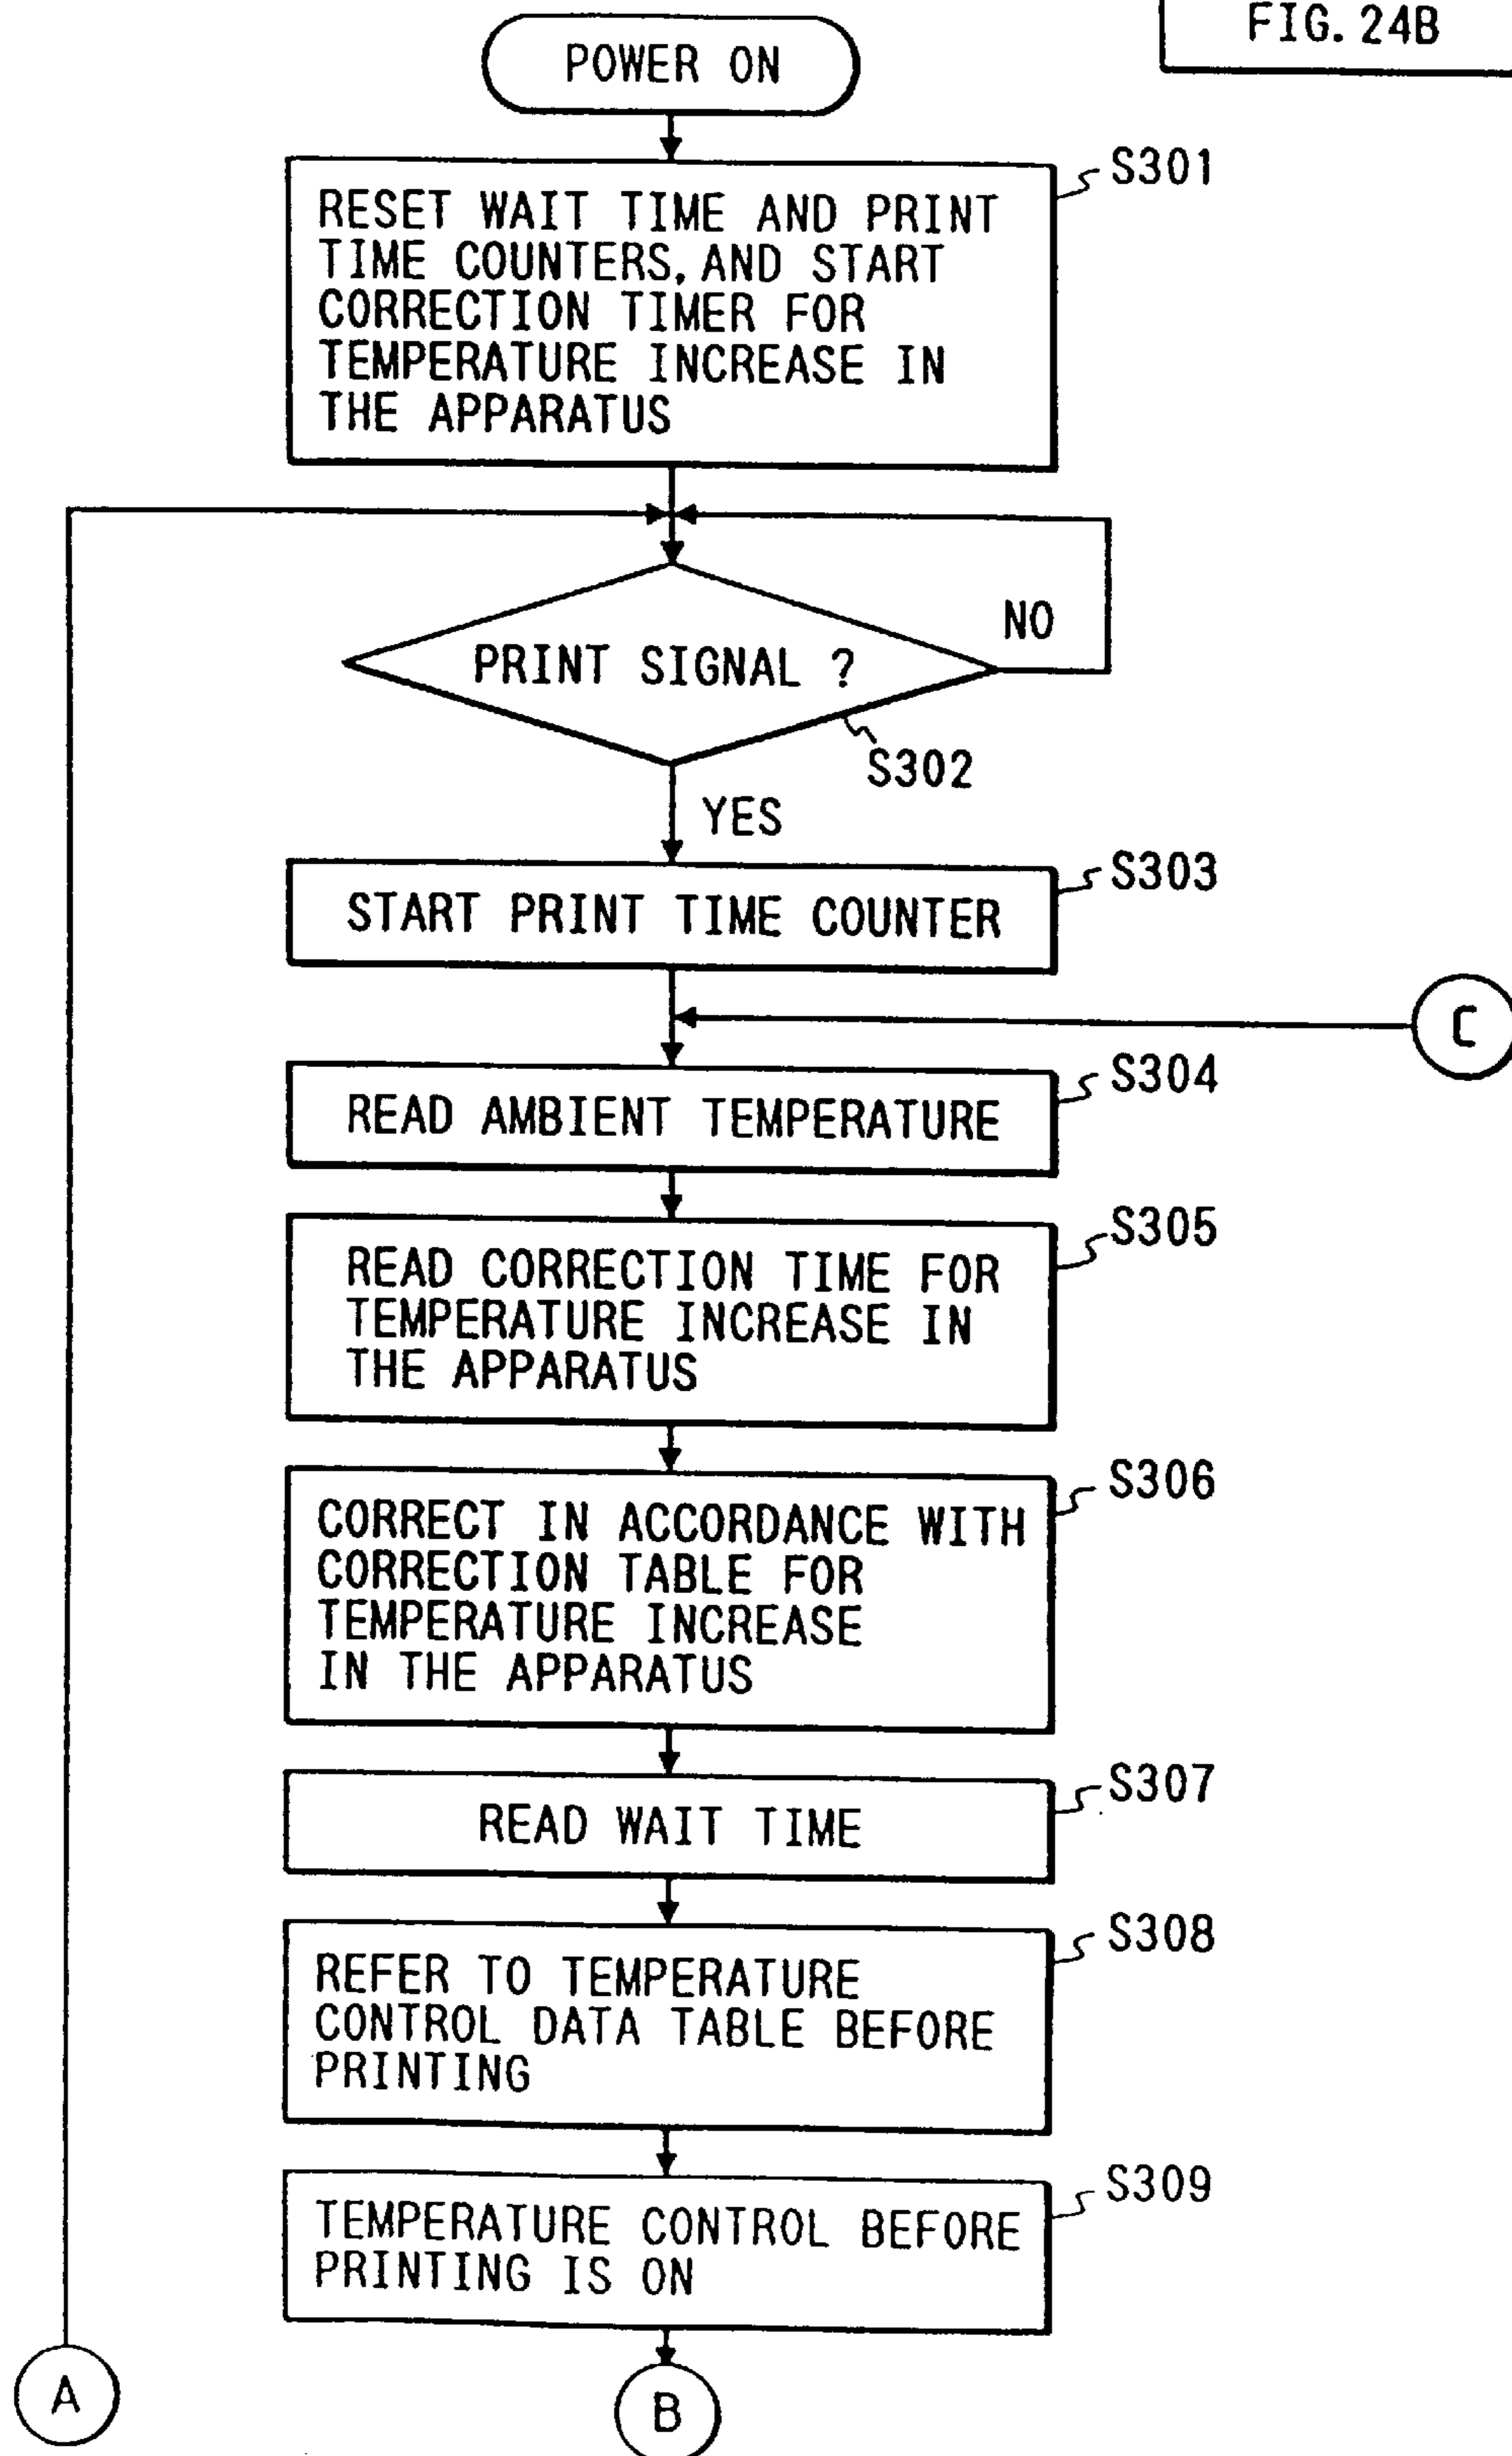 FIG. 24B
POWER ON
S301
RESET WAIT TIME AND PRINT
TIME COUNTERS, AND START
CORRECTION TIMER FOR
TEMPERATURE INCREASE IN
THE APPARATUS
NO
PRINT SIGNAL ?
S302
YES
S303
START PRINT TIME COUNTER
C
S304
READ AMBIENT TEMPERATURE
S305
READ CORRECTION TIME FOR
TEMPERATURE INCREASE IN
THE APPARATUS
S306
CORRECT IN ACCORDANCE WITH
CORRECTION TABLE FOR
TEMPERATURE INCREASE
IN THE APPARATUS
S307
READ WAIT TIME
S308
REFER TO TEMPERATURE
CONTROL DATA TABLE BEFORE
PRINTING
S309
TEMPERATURE CONTROL BEFORE
PRINTING IS ON
A
B